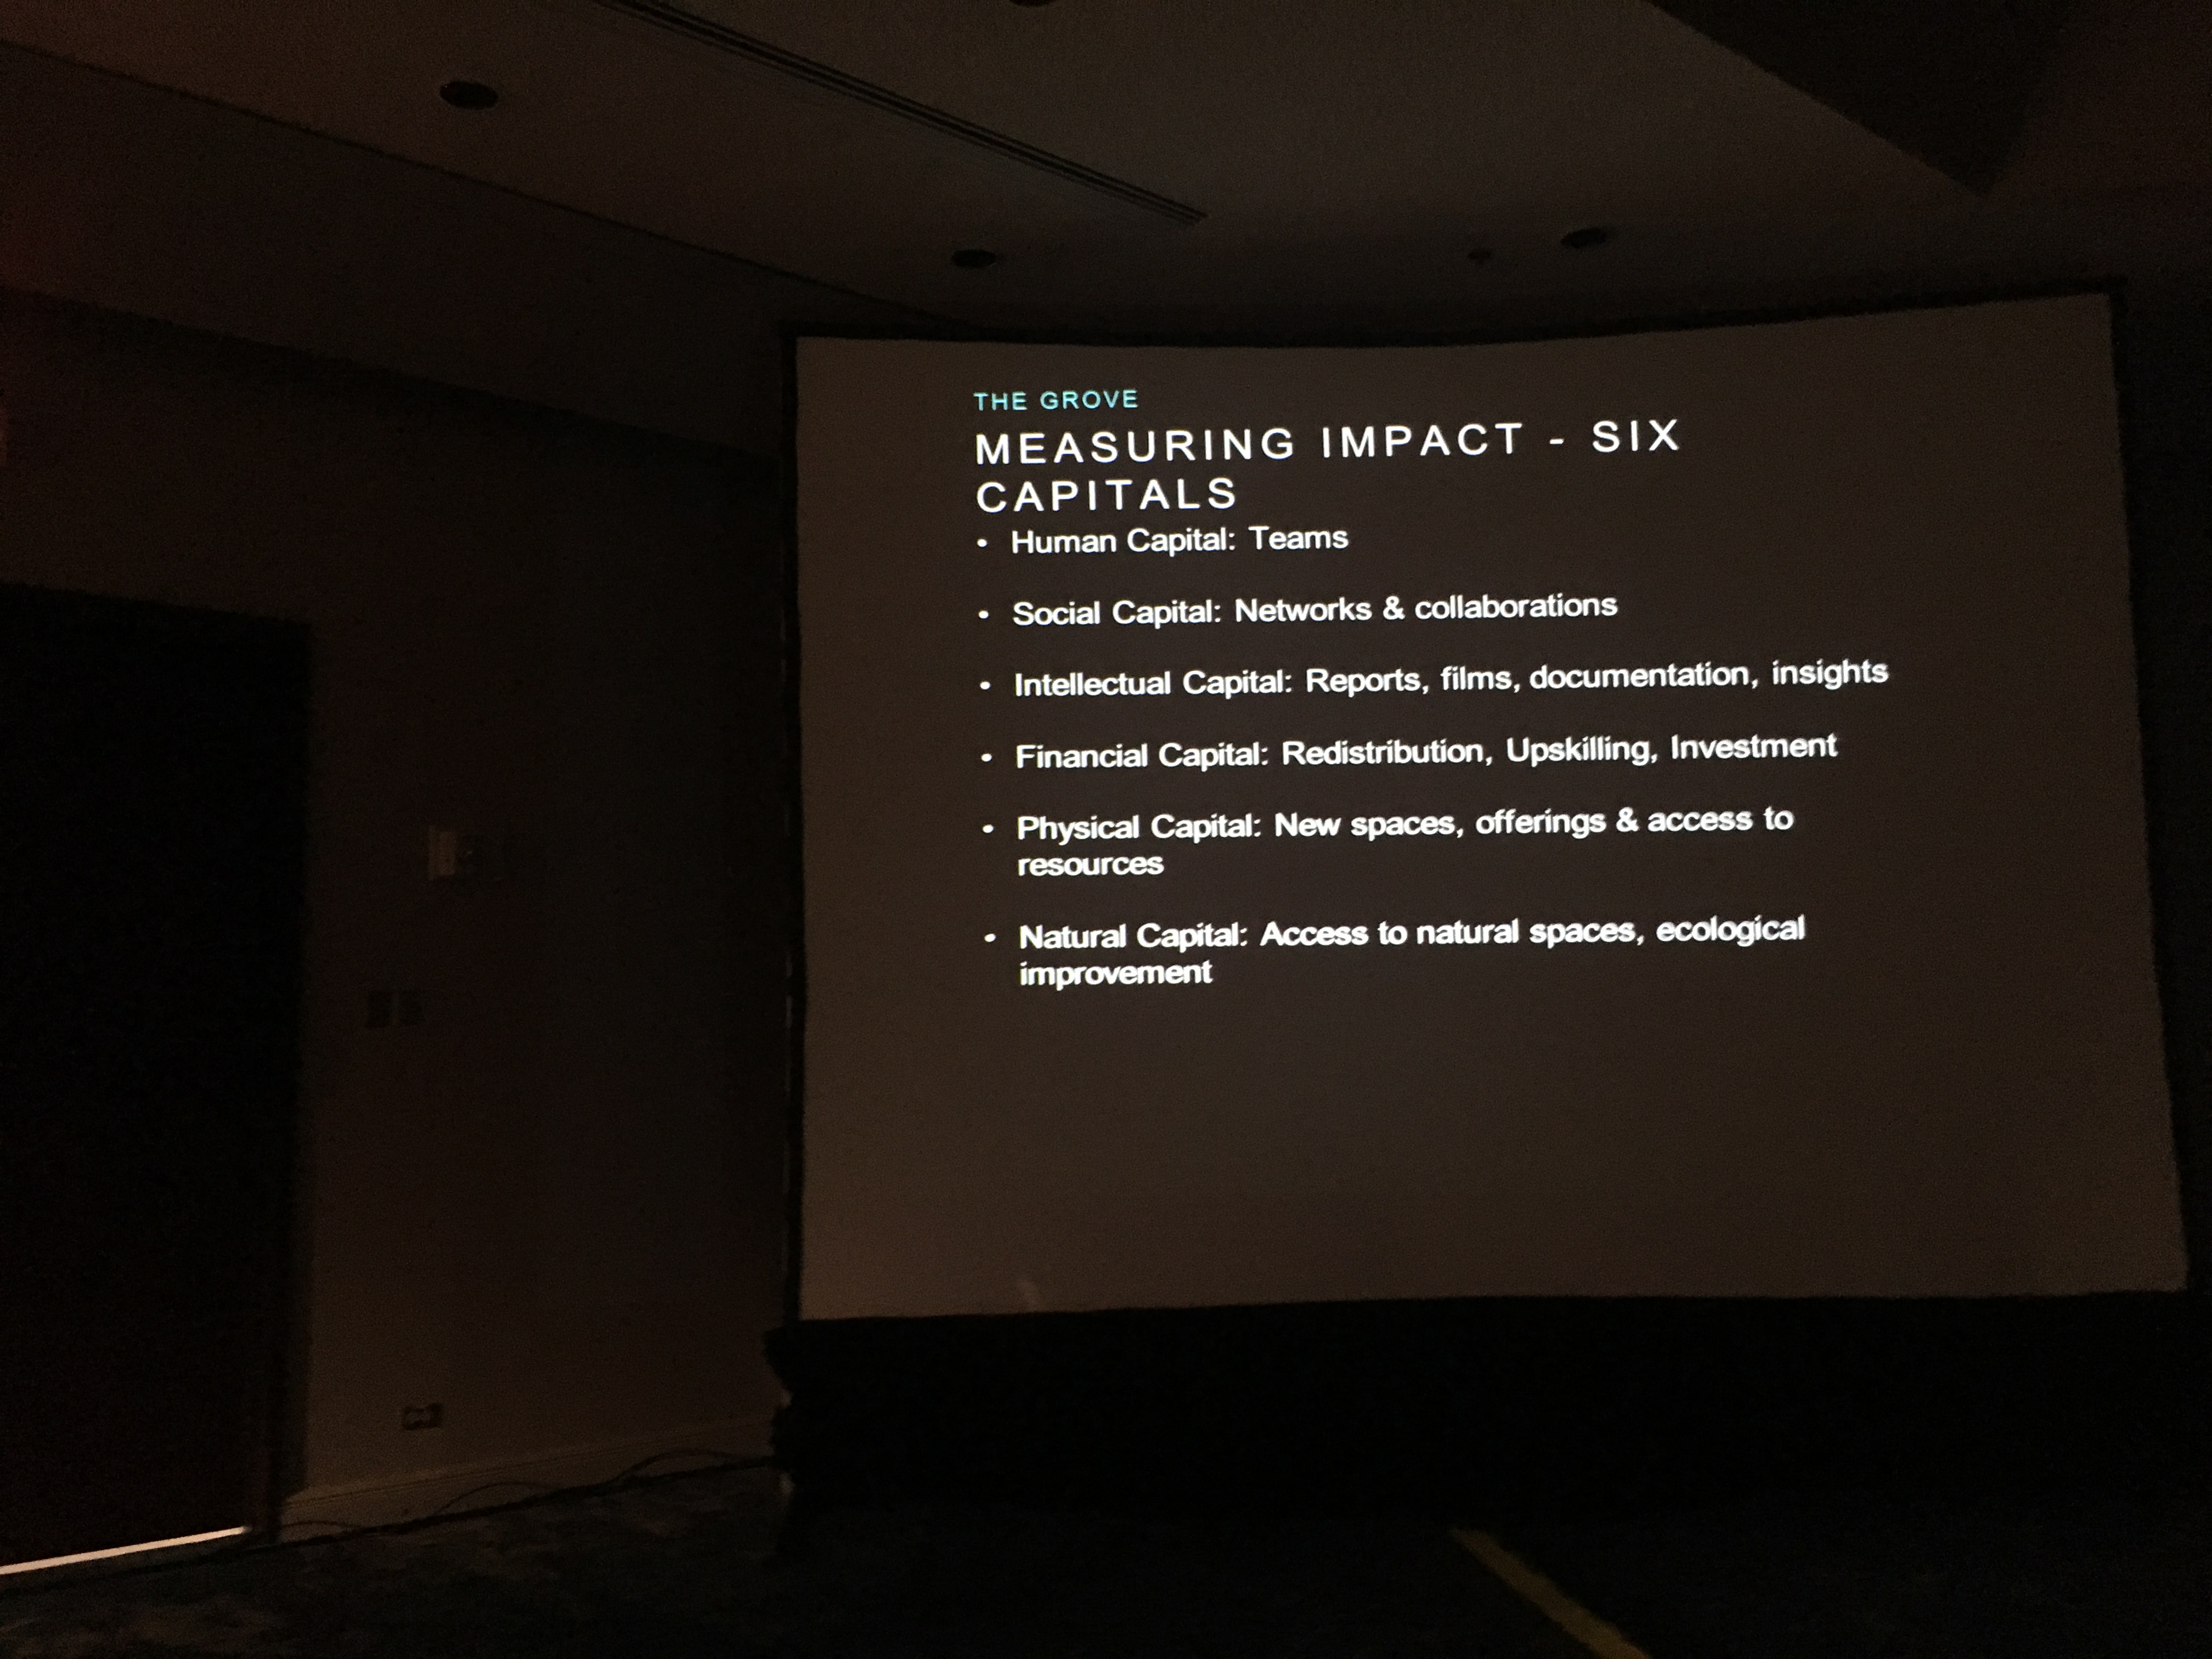 THE GROVE
MEASURING IMPACT - SIX
CAPITALS
• Human Capital: Teams
• Social Capital: Networks & collaborations
• Intellectual Capital: Reports, films, documentation, insights
• Financial Capital: Redistribution, Upskilling, Investment
• Physical Capital: New spaces, offerings & access to
resources
• Natural Capital: Access to natural spaces, ecological
improvement